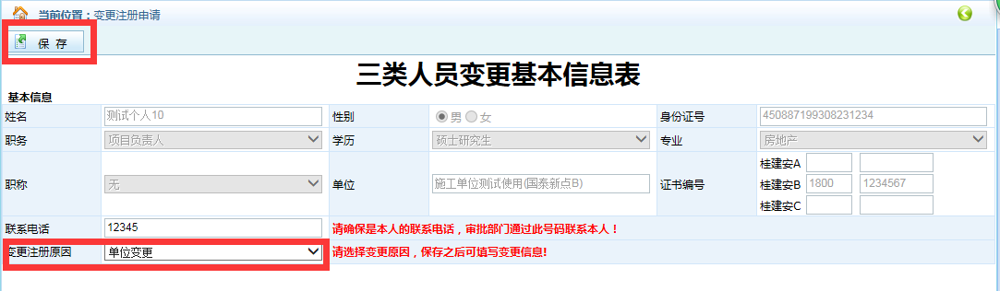 当前位置：变更注册申请
保 存
三类人员变更基本信息表
基本信息
姓名 测试个人10 性别 男 女 身份证号 450887199308231234
职务 项目负责人 学历 硕士研究生 专业 房地产
职称 无 单位 施工单位测试使用(国泰新点B) 证书编号 桂建安A
桂建安B 1800 1234567
桂建安C
联系电话 12345 请确保是本人的联系电话，审批部门通过此号码联系本人！
变更注册原因 单位变更 请选择变更原因，保存之后可填写变更信息!